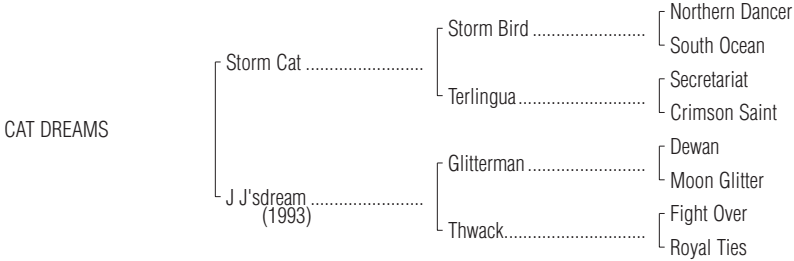 Northern Dancer
Storm Bird ........................
South Ocean
Storm Cat ........................
Secretariat
Terlingua ...........................
Crimson Saint
CAT DREAMS
Dewan
Glitterman .........................
Moon Glitter
J J'sdream ........................
(1993)
Fight Over
Thwack..............................
Royal Ties